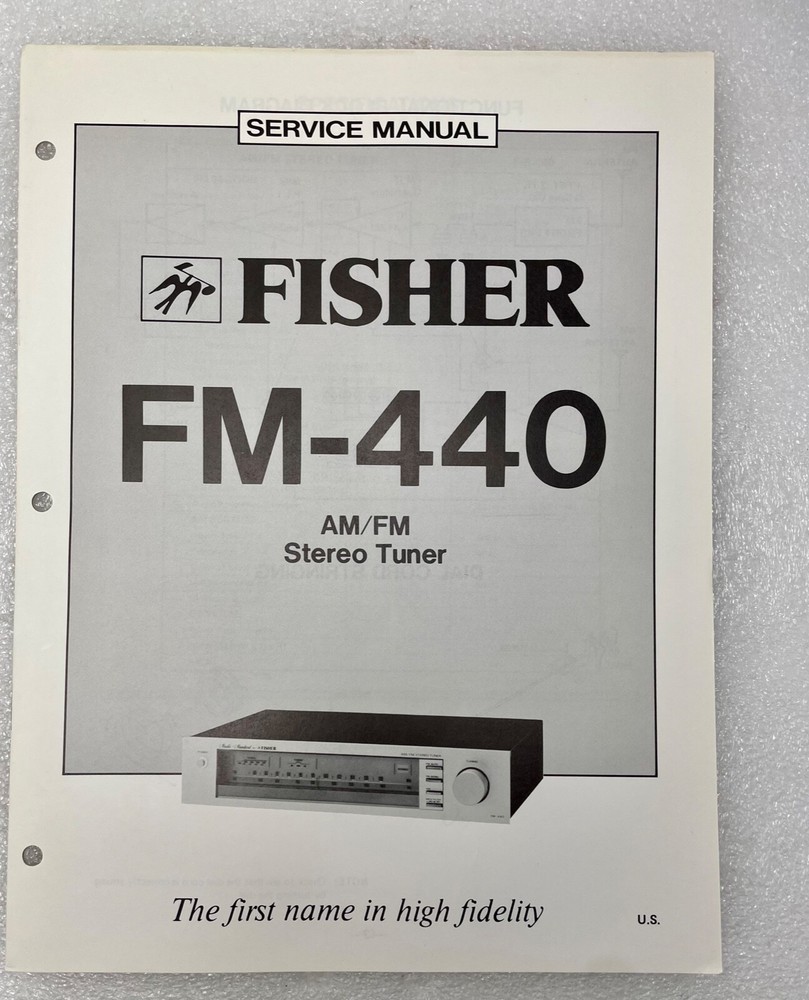 SERVICE MANUAL
FISHER
FM-440
AM/FM
Stereo Tuner
The first name in high fidelity
U.S.